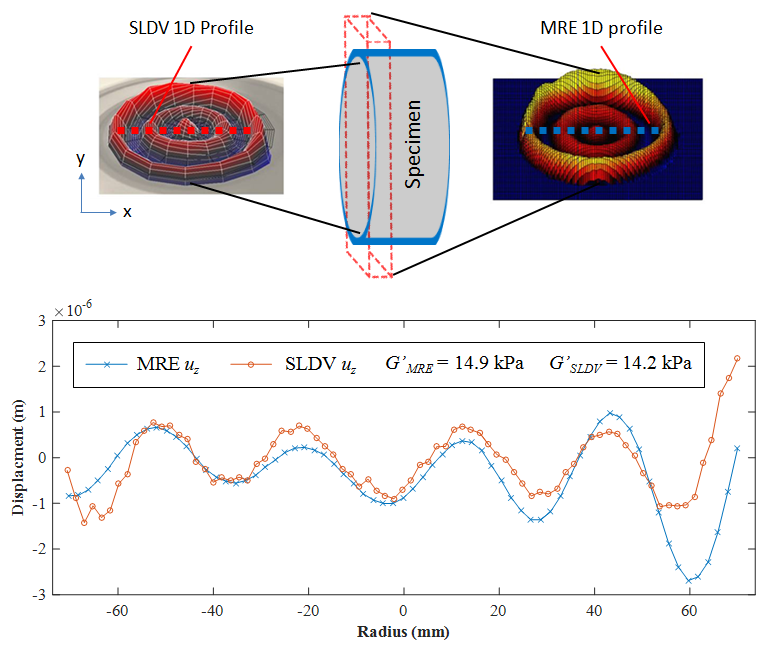 SLDV 1D Profile
MRE 1D profile
Specimen
y
x
×10⁻⁶
MRE u_z SLDV u_z G'_MRE = 14.9 kPa G'_SLDV = 14.2 kPa
3
2
1
0
-1
-2
-3
Displacment (m)
-60 -40 -20 0 20 40 60
Radius (mm)